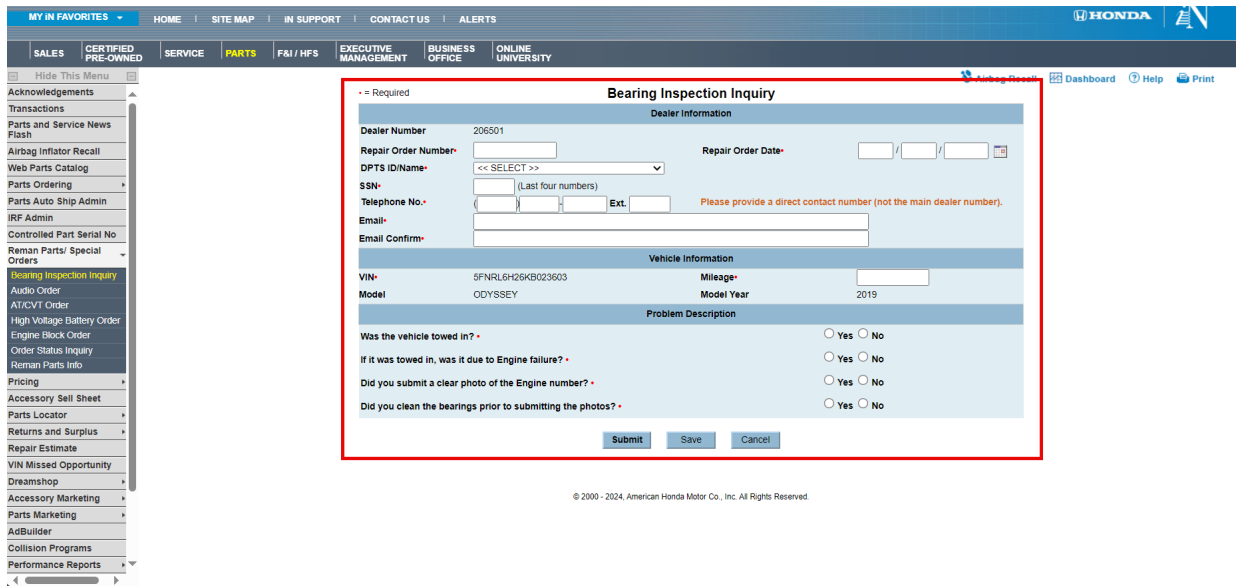 MY iN FAVORITES
HOME | SITE MAP | iN SUPPORT | CONTACT US | ALERTS
HONDA
SALES
CERTIFIED PRE-OWNED
SERVICE
PARTS
F&I / HFS
EXECUTIVE MANAGEMENT
BUSINESS OFFICE
ONLINE UNIVERSITY
Hide This Menu
Airbag Recall
Dashboard
Help
Print
Acknowledgements
Transactions
Parts and Service News
Flash
Airbag Inflator Recall
Web Parts Catalog
Parts Ordering
Parts Auto Ship Admin
IRF Admin
Controlled Part Serial No
Reman Parts/ Special
Orders
Bearing Inspection Inquiry
Audio Order
AT/CVT Order
High Voltage Battery Order
Engine Block Order
Order Status Inquiry
Reman Parts Info
Pricing
Accessory Sell Sheet
Parts Locator
Returns and Surplus
Repair Estimate
VIN Missed Opportunity
Dreamshop
Accessory Marketing
Parts Marketing
AdBuilder
Collision Programs
Performance Reports
• = Required
Bearing Inspection Inquiry
Dealer Information
Dealer Number 206501
Repair Order Number• Repair Order Date• / /
DPTS ID/Name• << SELECT >>
SSN• (Last four numbers)
Telephone No.• ( ) - Ext. Please provide a direct contact number (not the main dealer number).
Email•
Email Confirm•
Vehicle Information
VIN• 5FNRL6H26KB023603 Mileage•
Model ODYSSEY Model Year 2019
Problem Description
Was the vehicle towed in? • Yes No
If it was towed in, was it due to Engine failure? • Yes No
Did you submit a clear photo of the Engine number? • Yes No
Did you clean the bearings prior to submitting the photos? • Yes No
Submit Save Cancel
© 2000 - 2024, American Honda Motor Co., Inc. All Rights Reserved.